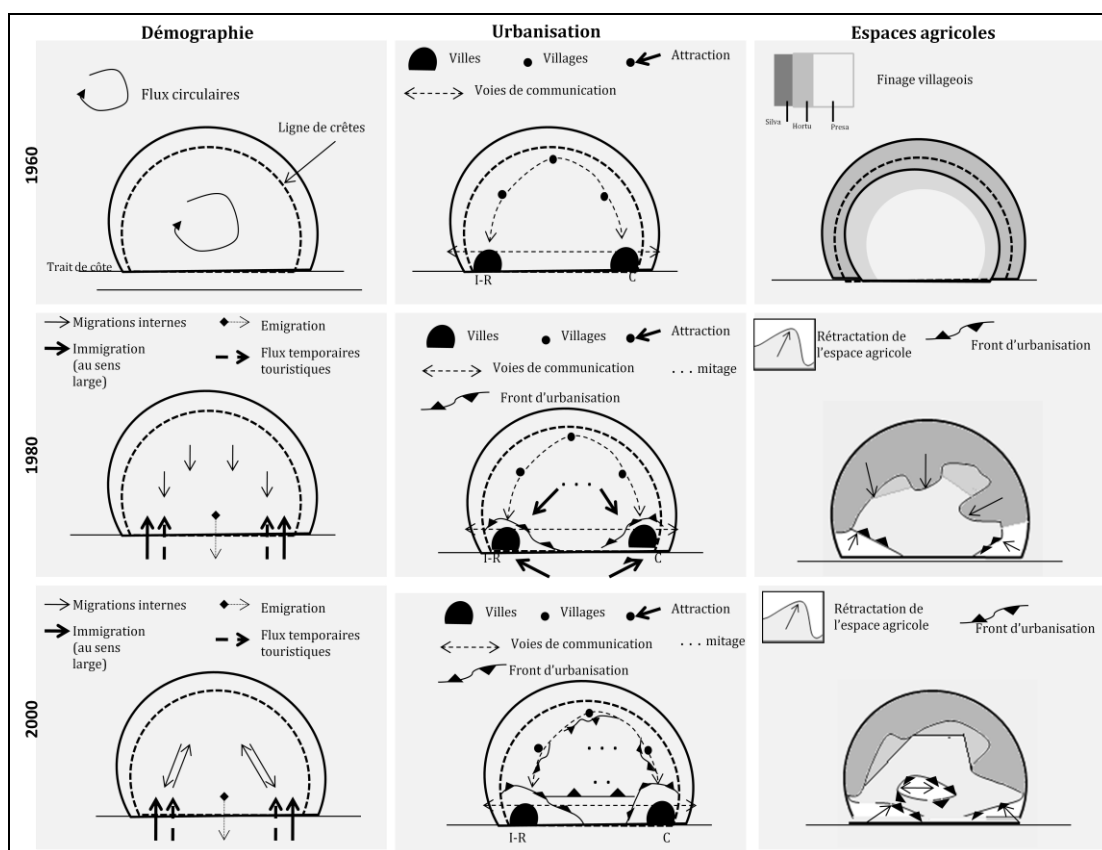 Démographie
Urbanisation
Espaces agricoles
1960
Flux circulaires
Ligne de crêtes
Trait de côte
Villes
Villages
Attraction
Voies de communication
I-R
C
Finage villageois
Silva
Hortu
Presa
1980
Migrations internes
Emigration
Immigration
(au sens
large)
Flux temporaires
touristiques
Villes
Villages
Attraction
Voies de communication
. . . mitage
Front d'urbanisation
I-R
C
Rétractation de
l'espace agricole
Front d'urbanisation
2000
Migrations internes
Emigration
Immigration
(au sens
large)
Flux temporaires
touristiques
Villes
Villages
Attraction
Voies de communication
. . . mitage
Front d'urbanisation
I-R
C
Rétractation de
l'espace agricole
Front d'urbanisation